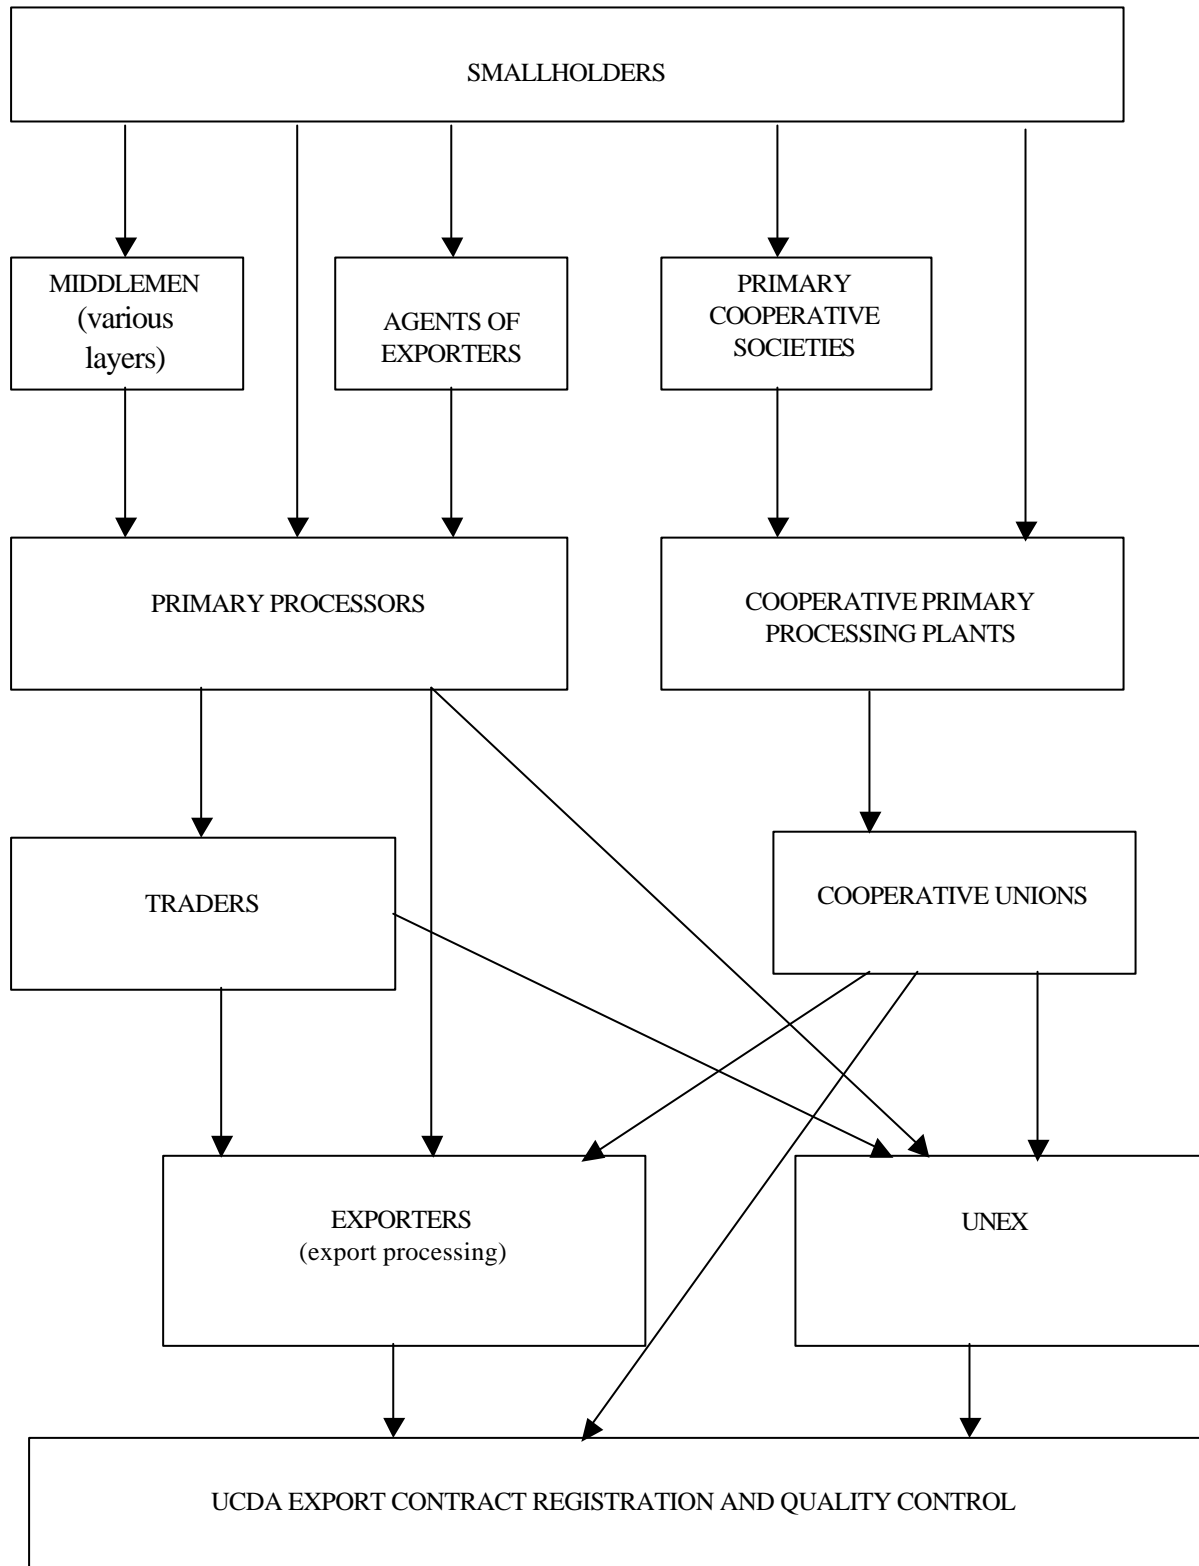 SMALLHOLDERS
MIDDLEMEN
(various
layers)
AGENTS OF
EXPORTERS
PRIMARY
COOPERATIVE
SOCIETIES
PRIMARY PROCESSORS
COOPERATIVE PRIMARY
PROCESSING PLANTS
TRADERS
COOPERATIVE UNIONS
EXPORTERS
(export processing)
UNEX
UCDA EXPORT CONTRACT REGISTRATION AND QUALITY CONTROL